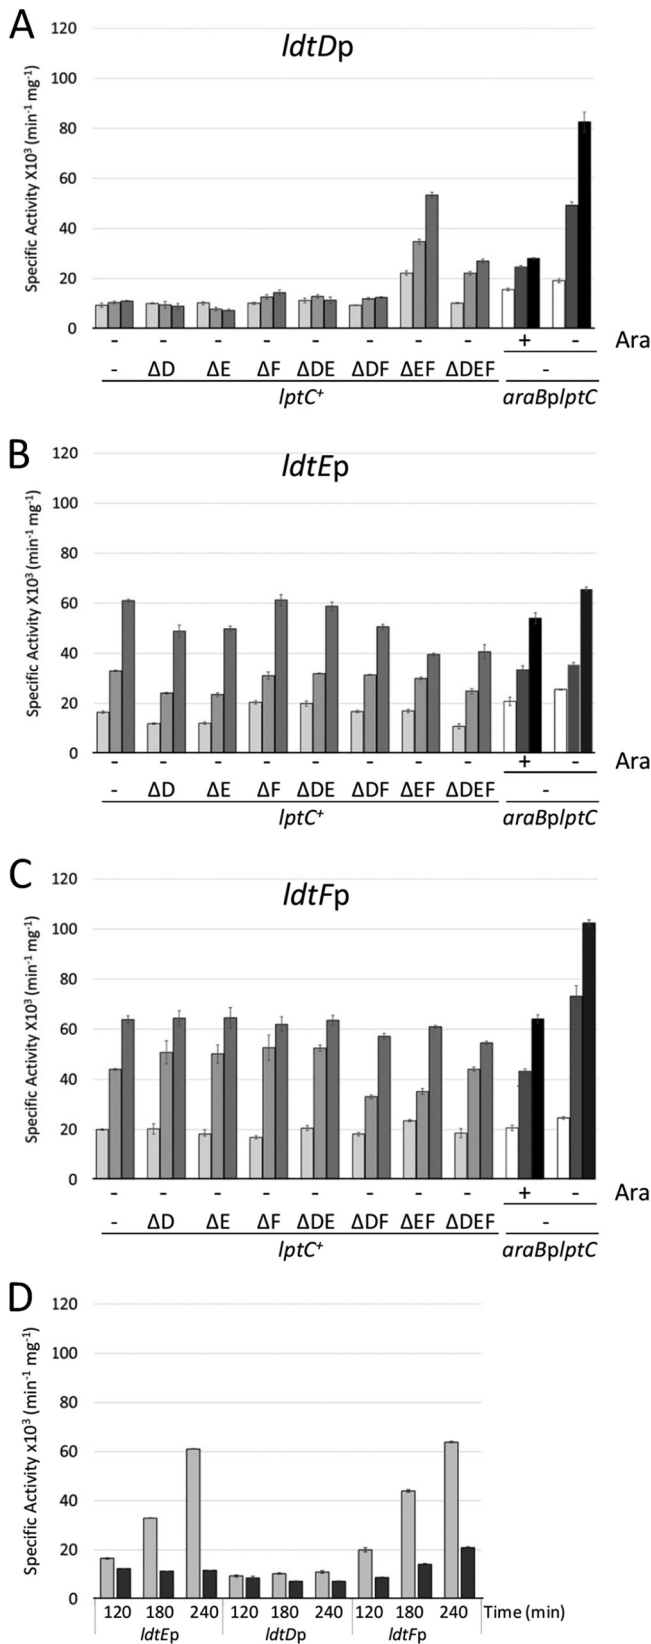 A
ldtDp
Specific Activity X10³ (min⁻¹ mg⁻¹)
120
100
80
60
40
20
0
- - - - - - - - + - Ara
- ΔD ΔE ΔF ΔDE ΔDF ΔEF ΔDEF -
lptC⁺ araBplptC
B
ldtEp
Specific Activity X10³ (min⁻¹ mg⁻¹)
120
100
80
60
40
20
0
- - - - - - - - + - Ara
- ΔD ΔE ΔF ΔDE ΔDF ΔEF ΔDEF -
lptC⁺ araBplptC
C
ldtFp
Specific Activity X10³ (min⁻¹ mg⁻¹)
120
100
80
60
40
20
0
- - - - - - - - + - Ara
- ΔD ΔE ΔF ΔDE ΔDF ΔEF ΔDEF -
lptC⁺ araBplptC
D
Specific Activity x10³ (min⁻¹ mg⁻¹)
120
100
80
60
40
20
0
120 180 240 120 180 240 120 180 240 Time (min)
ldtEp ldtDp ldtFp